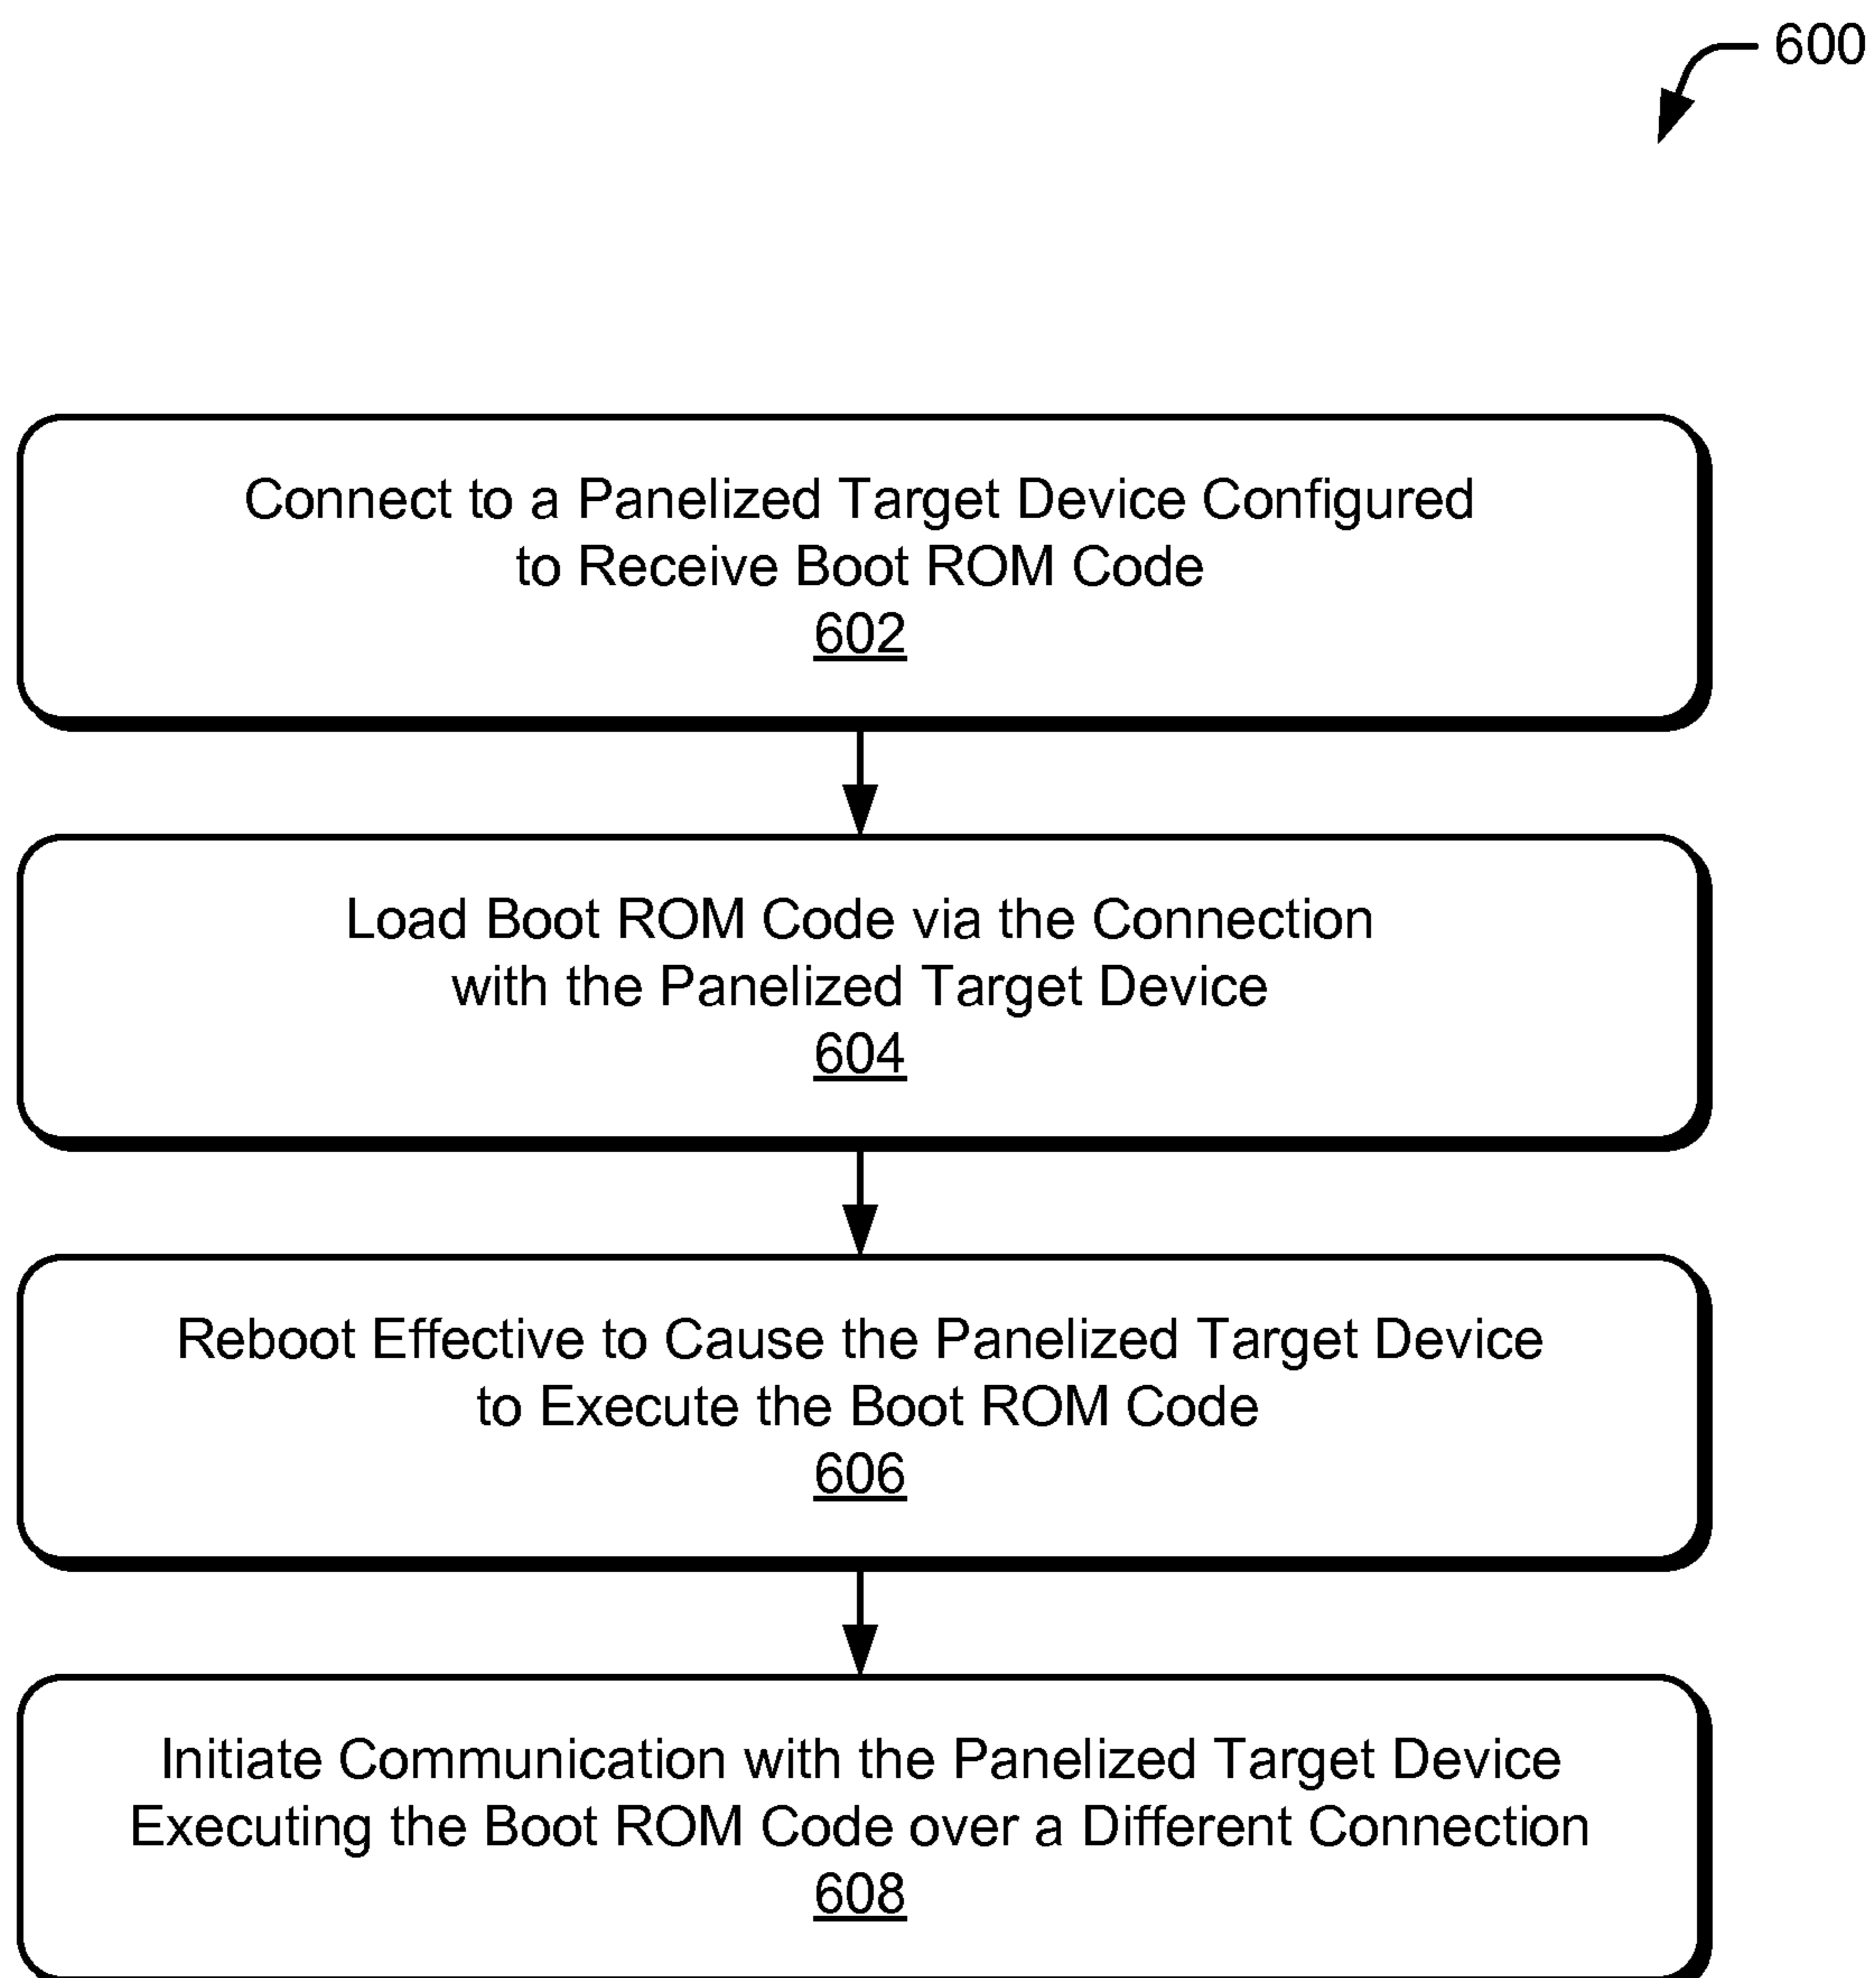 600
Connect to a Panelized Target Device Configured
to Receive Boot ROM Code
602
Load Boot ROM Code via the Connection
with the Panelized Target Device
604
Reboot Effective to Cause the Panelized Target Device
to Execute the Boot ROM Code
606
Initiate Communication with the Panelized Target Device
Executing the Boot ROM Code over a Different Connection
608